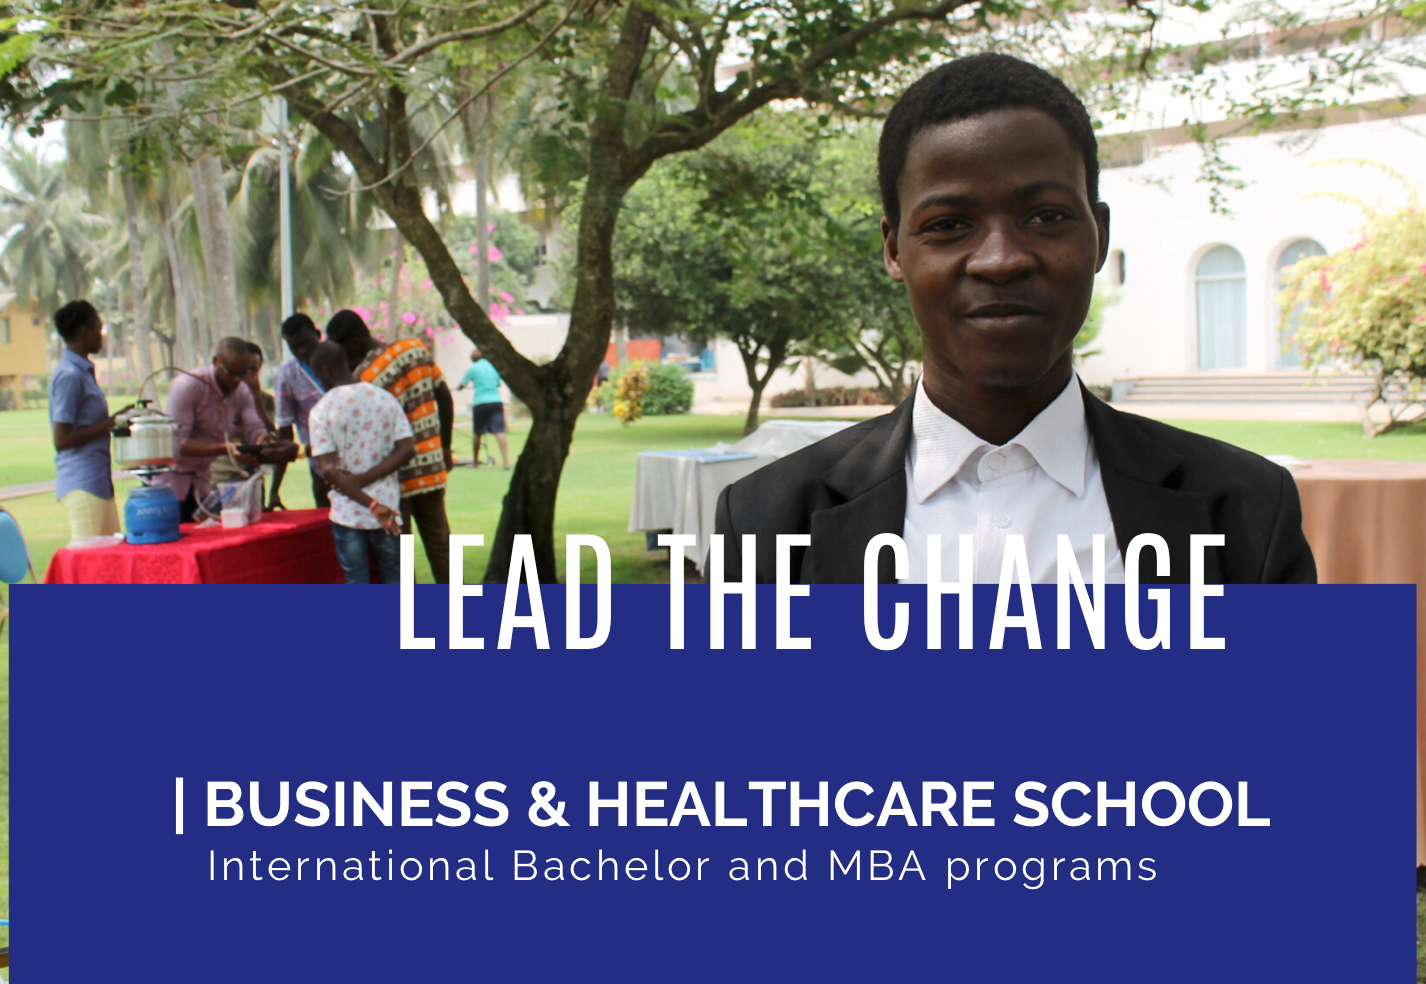 LEAD THE CHANGE
| BUSINESS & HEALTHCARE SCHOOL
International Bachelor and MBA programs